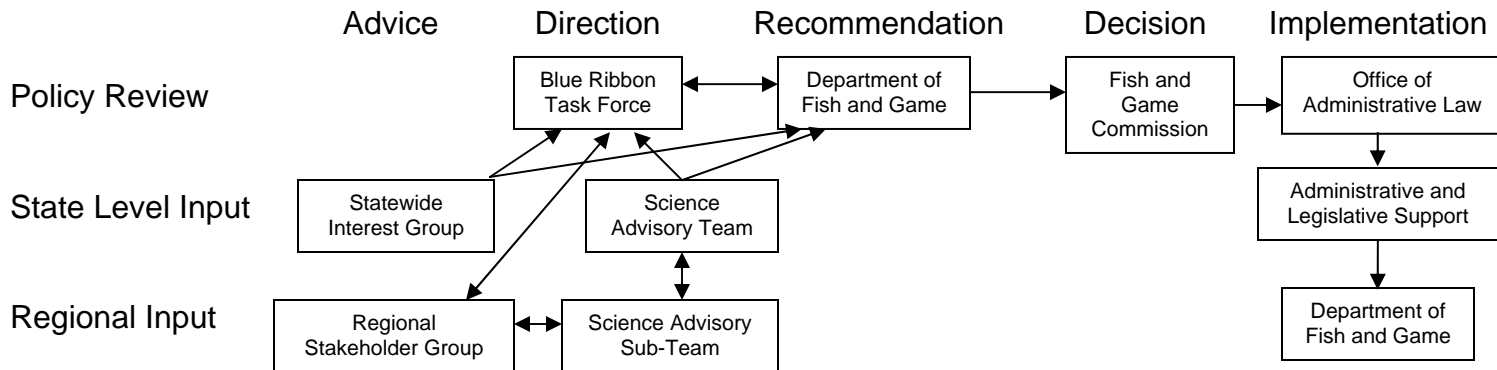 Advice
Direction
Recommendation
Decision
Implementation
Policy Review
Blue Ribbon
Task Force
Department of
Fish and Game
Fish and
Game
Commission
Office of
Administrative Law
State Level Input
Statewide
Interest Group
Science
Advisory Team
Administrative and
Legislative Support
Regional Input
Regional
Stakeholder Group
Science Advisory
Sub-Team
Department of
Fish and Game